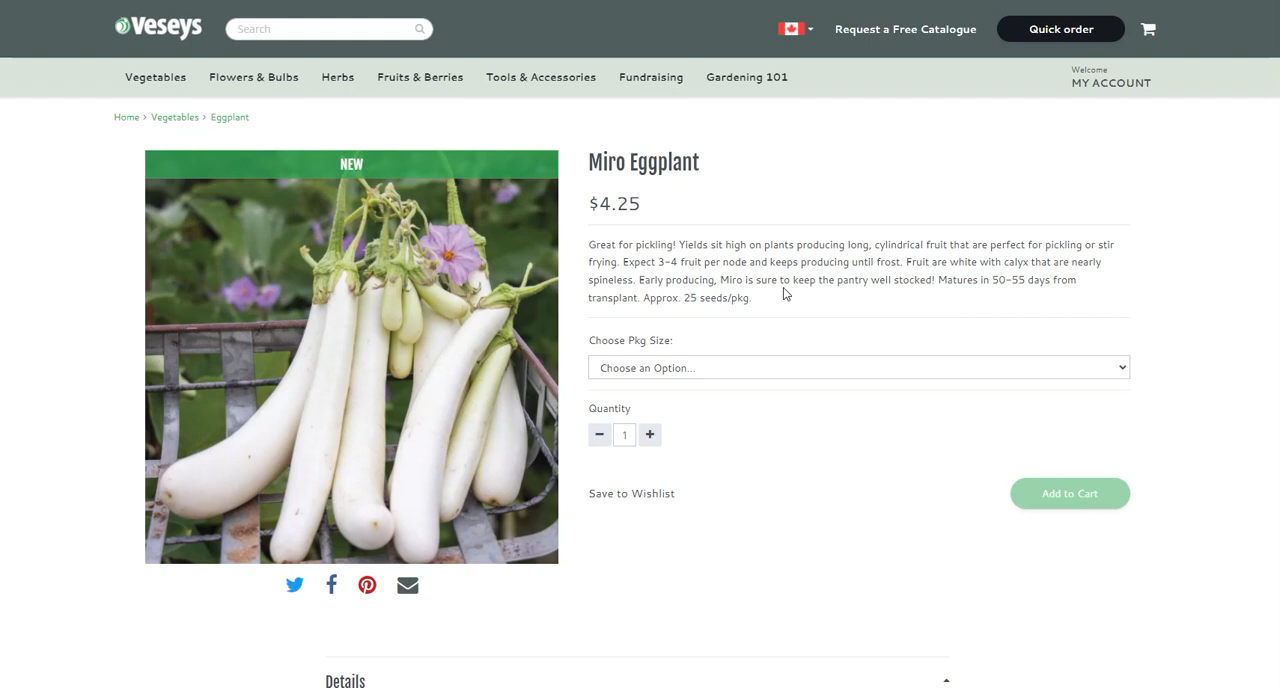 Veseys
Search
Request a Free Catalogue
Quick order
Vegetables
Flowers & Bulbs
Herbs
Fruits & Berries
Tools & Accessories
Fundraising
Gardening 101
Welcome
MY ACCOUNT
Home > Vegetables > Eggplant
NEW
Miro Eggplant
$4.25
Great for pickling! Yields sit high on plants producing long, cylindrical fruit that are perfect for pickling or stir
frying. Expect 3-4 fruit per node and keeps producing until frost. Fruit are white with calyx that are nearly
spineless. Early producing, Miro is sure to keep the pantry well stocked! Matures in 50-55 days from
transplant. Approx. 25 seeds/pkg.
Choose Pkg Size:
Choose an Option...
Quantity
- 1 +
Save to Wishlist
Add to Cart
Details